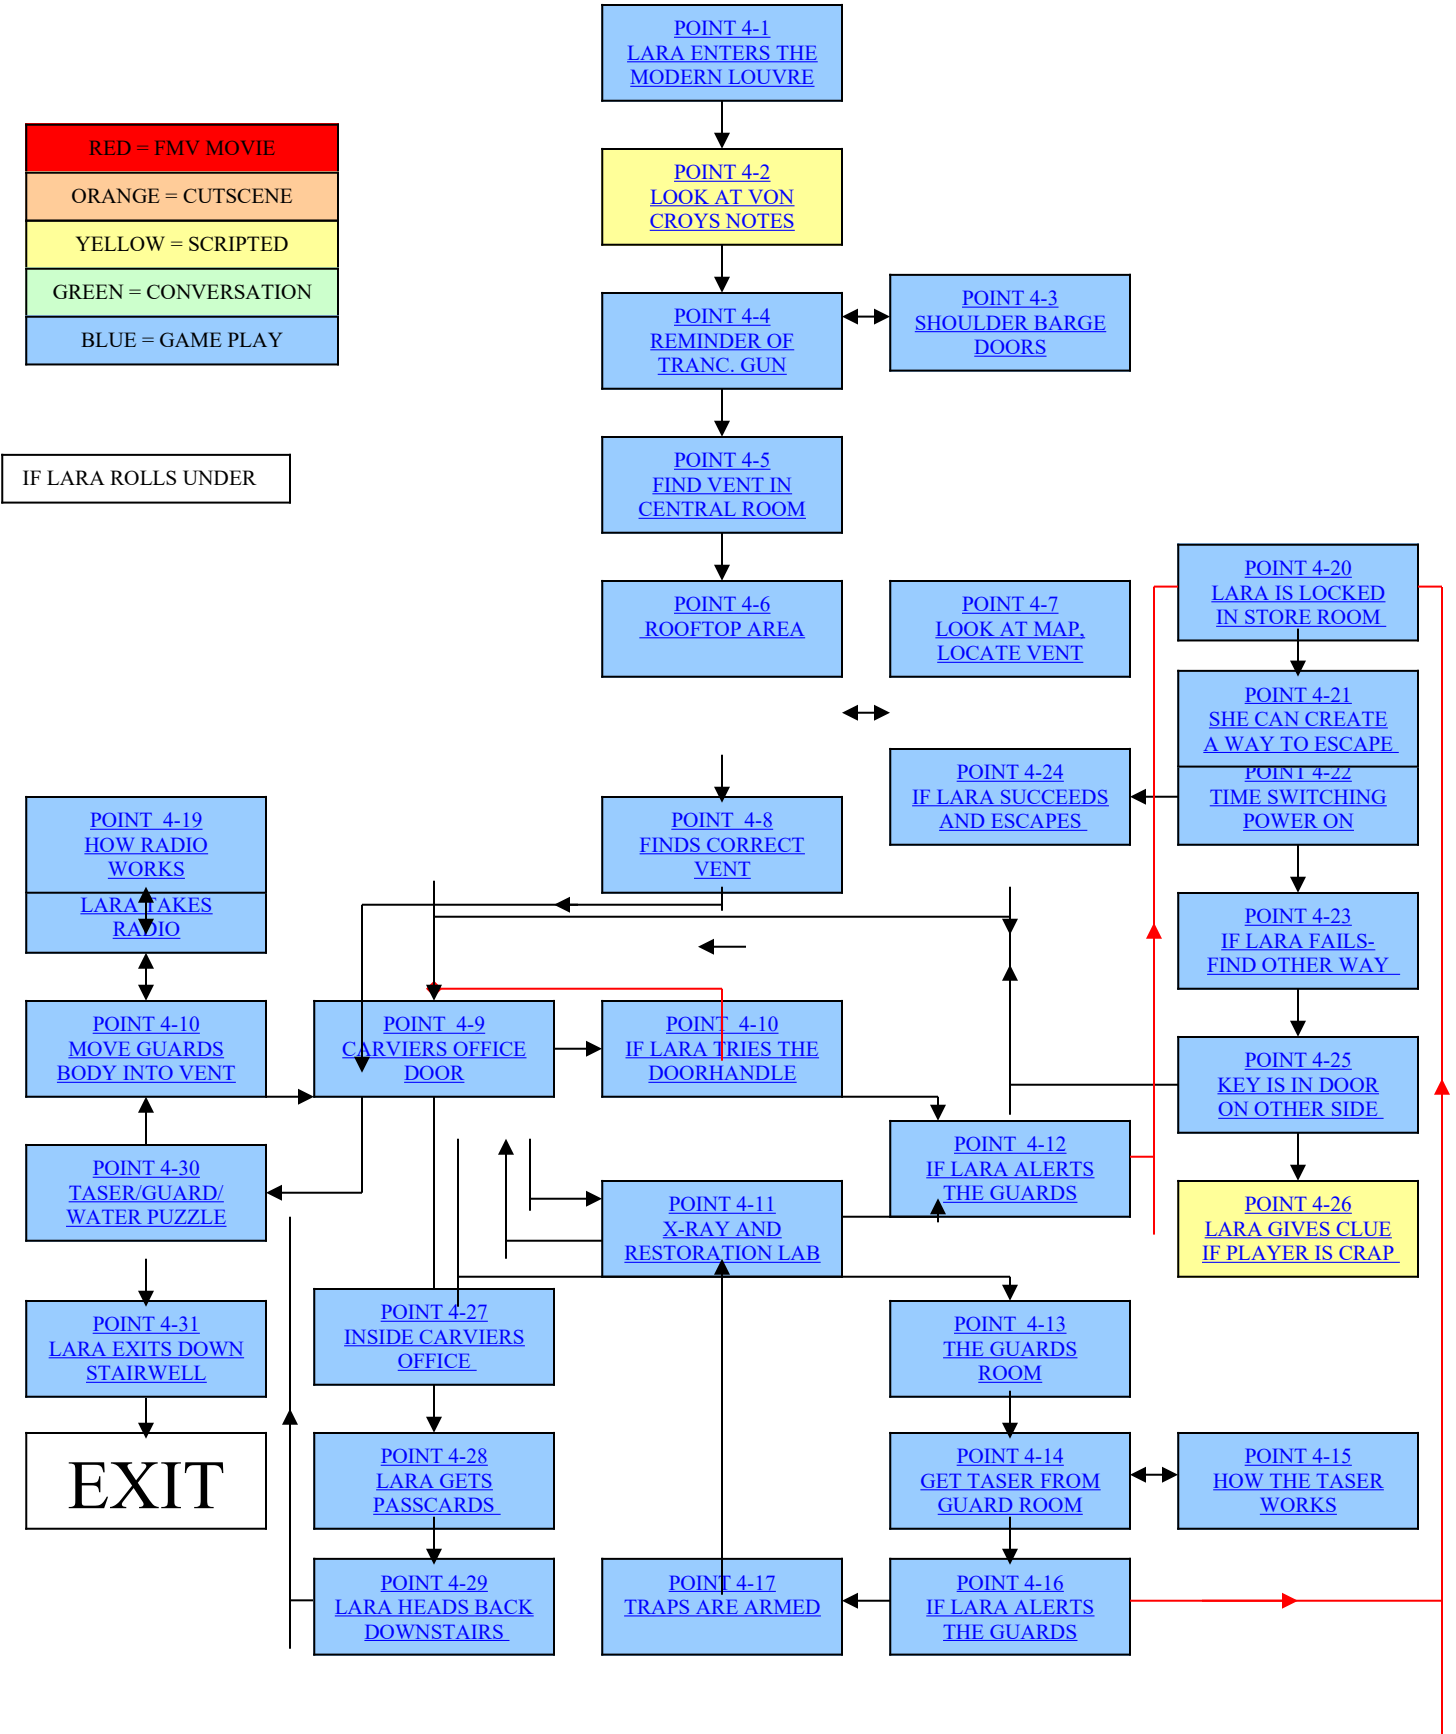 POINT 4-1
LARA ENTERS THE
MODERN LOUVRE
RED = FMV MOVIE
ORANGE = CUTSCENE
YELLOW = SCRIPTED
GREEN = CONVERSATION
BLUE = GAME PLAY
POINT 4-2
LOOK AT VON
CROYS NOTES
POINT 4-4
REMINDER OF
TRANC. GUN
POINT 4-3
SHOULDER BARGE
DOORS
IF LARA ROLLS UNDER
POINT 4-5
FIND VENT IN
CENTRAL ROOM
POINT 4-6
ROOFTOP AREA
POINT 4-7
LOOK AT MAP,
LOCATE VENT
POINT 4-20
LARA IS LOCKED
IN STORE ROOM
POINT 4-21
SHE CAN CREATE
A WAY TO ESCAPE
POINT 4-24
IF LARA SUCCEEDS
AND ESCAPES
POINT 4-22
TIME SWITCHING
POWER ON
POINT 4-19
HOW RADIO
WORKS
LARA TAKES
RADIO
POINT 4-8
FINDS CORRECT
VENT
POINT 4-23
IF LARA FAILS-
FIND OTHER WAY
POINT 4-10
MOVE GUARDS
BODY INTO VENT
POINT 4-9
CARVIERS OFFICE
DOOR
POINT 4-10
IF LARA TRIES THE
DOORHANDLE
POINT 4-25
KEY IS IN DOOR
ON OTHER SIDE
POINT 4-30
TASER/GUARD/
WATER PUZZLE
POINT 4-11
X-RAY AND
RESTORATION LAB
POINT 4-12
IF LARA ALERTS
THE GUARDS
POINT 4-26
LARA GIVES CLUE
IF PLAYER IS CRAP
POINT 4-31
LARA EXITS DOWN
STAIRWELL
POINT 4-27
INSIDE CARVIERS
OFFICE
POINT 4-13
THE GUARDS
ROOM
EXIT
POINT 4-28
LARA GETS
PASSCARDS
POINT 4-14
GET TASER FROM
GUARD ROOM
POINT 4-15
HOW THE TASER
WORKS
POINT 4-29
LARA HEADS BACK
DOWNSTAIRS
POINT 4-17
TRAPS ARE ARMED
POINT 4-16
IF LARA ALERTS
THE GUARDS